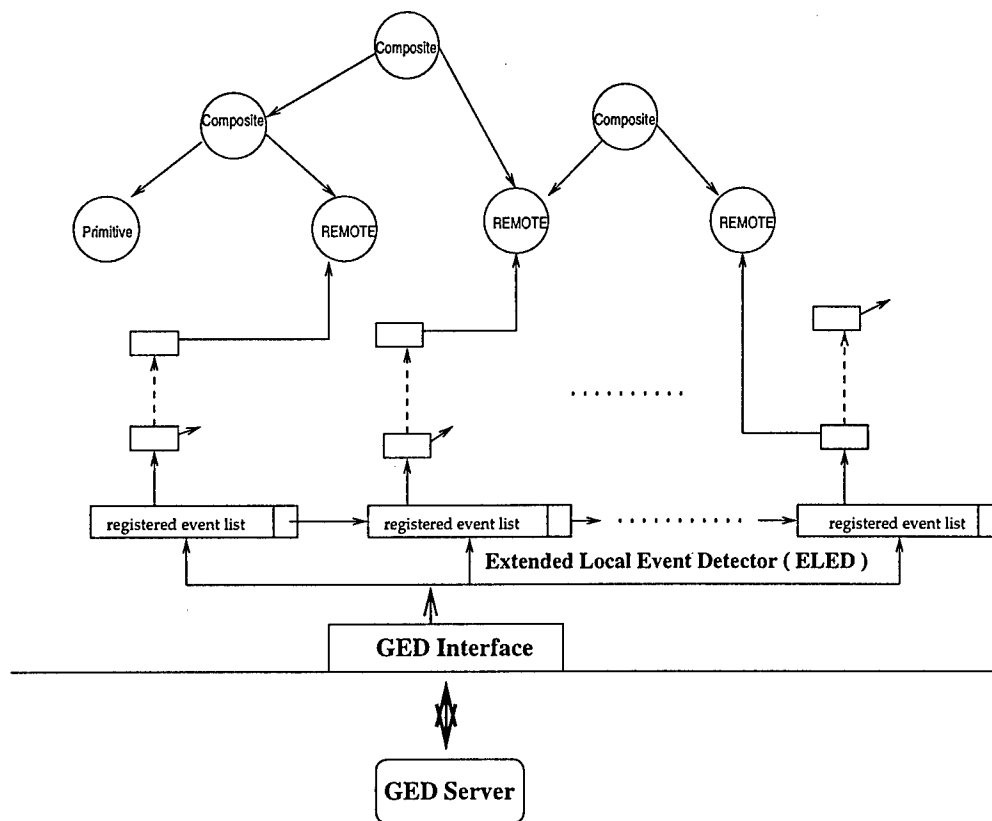 Composite
Composite
Composite
Primitive
REMOTE
REMOTE
REMOTE
registered event list
registered event list
registered event list
Extended Local Event Detector ( ELED )
GED Interface
GED Server